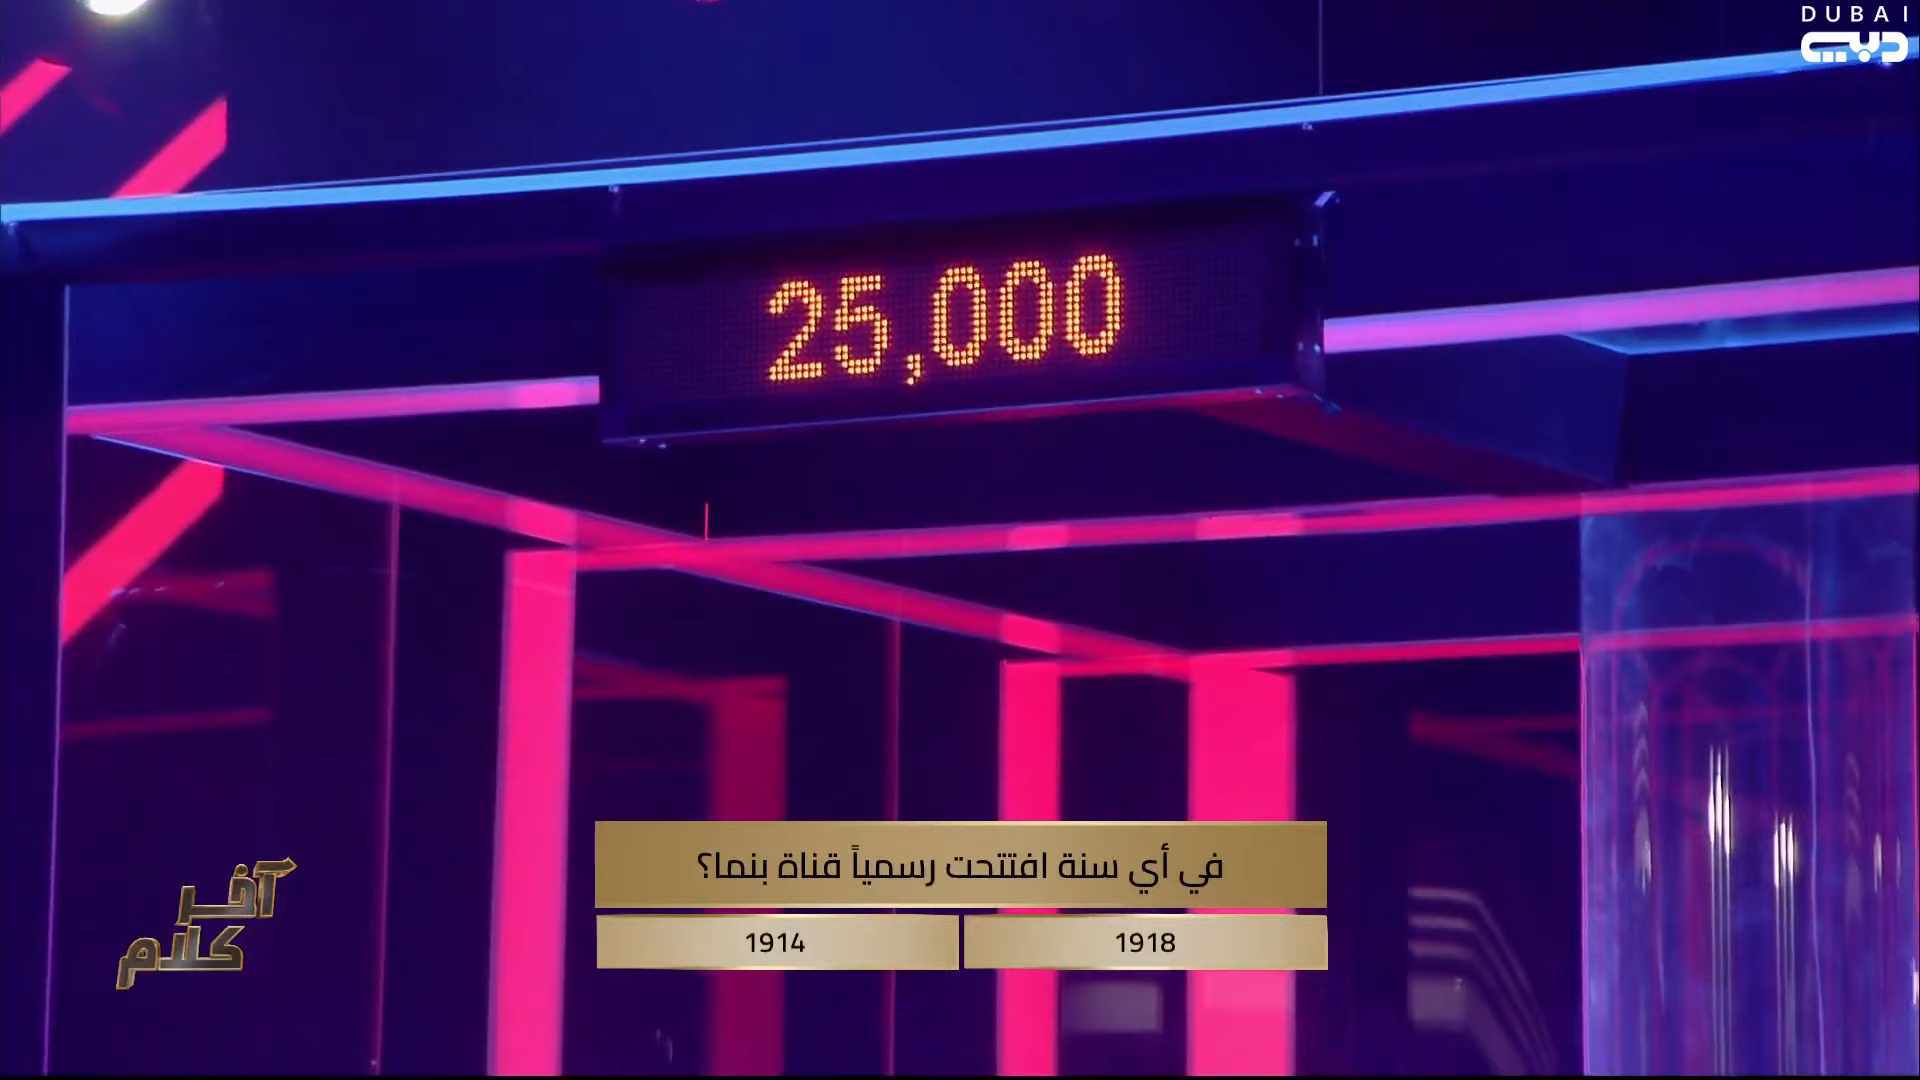 DUBAI
دبي
25,000
في أي سنة افتتحت رسمياً قناة بنما؟
1918
1914
آخر
كلام